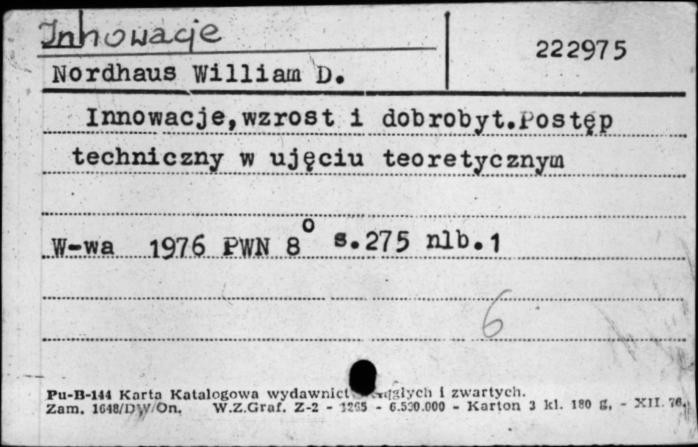 Innowacje
222975
Nordhaus William D.
Innowacje,wzrost i dobrobyt.Postęp
techniczny w ujęciu teoretycznym
W-wa 1976 PWN 8° s.275 nlb.1
6
Pu-B-144 Karta Katalogowa wydawnict ciągłych i zwartych.
Zam. 1648/DW/On. W.Z.Graf. Z-2 - 1265 - 6.500.000 - Karton 3 kl. 180 g. - XII. 76.